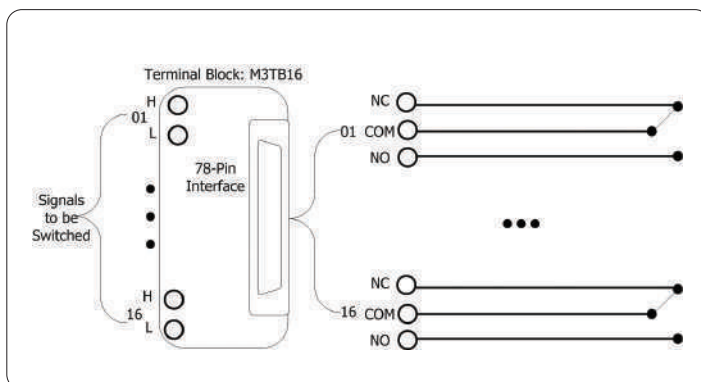 Terminal Block: M3TB16
H
01
L
78-Pin
Interface
Signals
to be
Switched
H
16
L
NC
01 COM
NO
NC
16 COM
NO